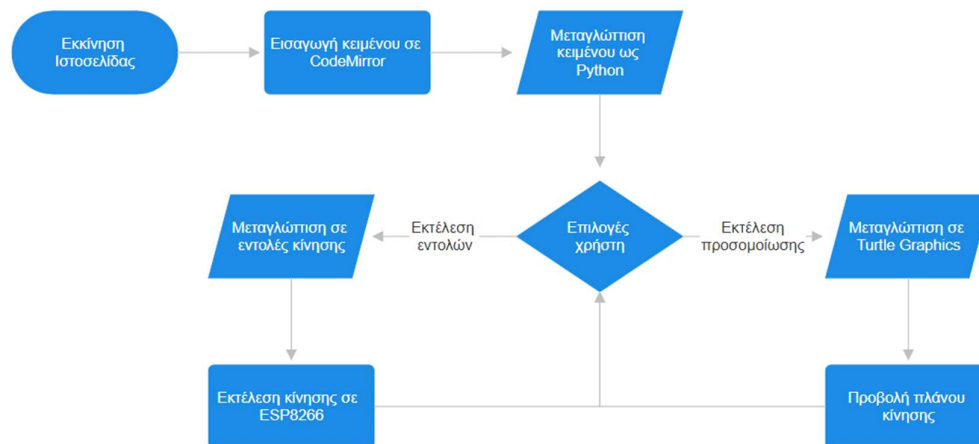 Εκκίνηση
Ιστοσελίδας
Εισαγωγή κειμένου σε
CodeMirror
Μεταγλώττιση
κειμένου ως
Python
Μεταγλώττιση σε
εντολές κίνησης
Εκτέλεση
εντολών
Επιλογές
χρήστη
Εκτέλεση
προσομοίωσης
Μεταγλώττιση σε
Turtle Graphics
Εκτέλεση κίνησης σε
ESP8266
Προβολή πλάνου
κίνησης